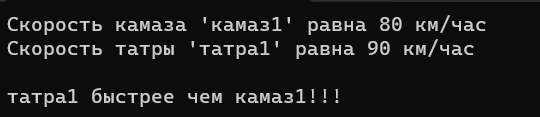 Скорость камаза 'камаз1' равна 80 км/час
Скорость татры 'татра1' равна 90 км/час
татра1 быстрее чем камаз1!!!